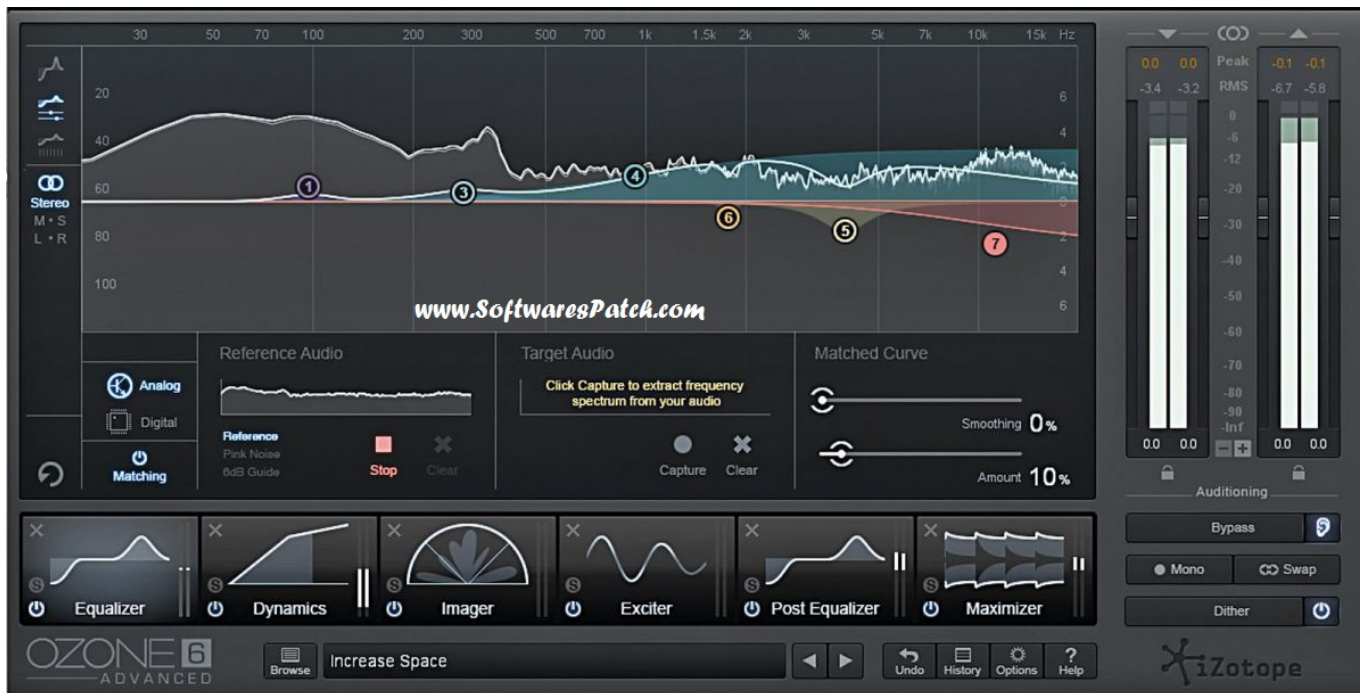 30 50 70 100 200 300 500 700 1k 1.5k 2k 3k 5k 7k 10k 15k Hz
20
40
60
80
100
6
4
2
0
2
4
6
Stereo
M • S
L • R
1
3
4
6
5
7
www.SoftwaresPatch.com
Analog
Digital
Matching
Reference Audio
Reference
Pink Noise
6dB Guide
Stop
Clear
Target Audio
Click Capture to extract frequency
spectrum from your audio
Capture
Clear
Matched Curve
Smoothing 0%
Amount 10%
0.0 0.0 Peak -0.1 -0.1
-3.4 -3.2 RMS -6.7 -5.8
0
-6
-12
-20
-30
-40
-50
-60
-70
-80
-90
-Inf
0.0 0.0 - + 0.0 0.0
Auditioning
Bypass
Mono
Swap
Dither
S Equalizer
S Dynamics
S Imager
S Exciter
S Post Equalizer
S Maximizer
OZONE 6
ADVANCED
Browse
Increase Space
Undo
History
Options
?
Help
iZotope